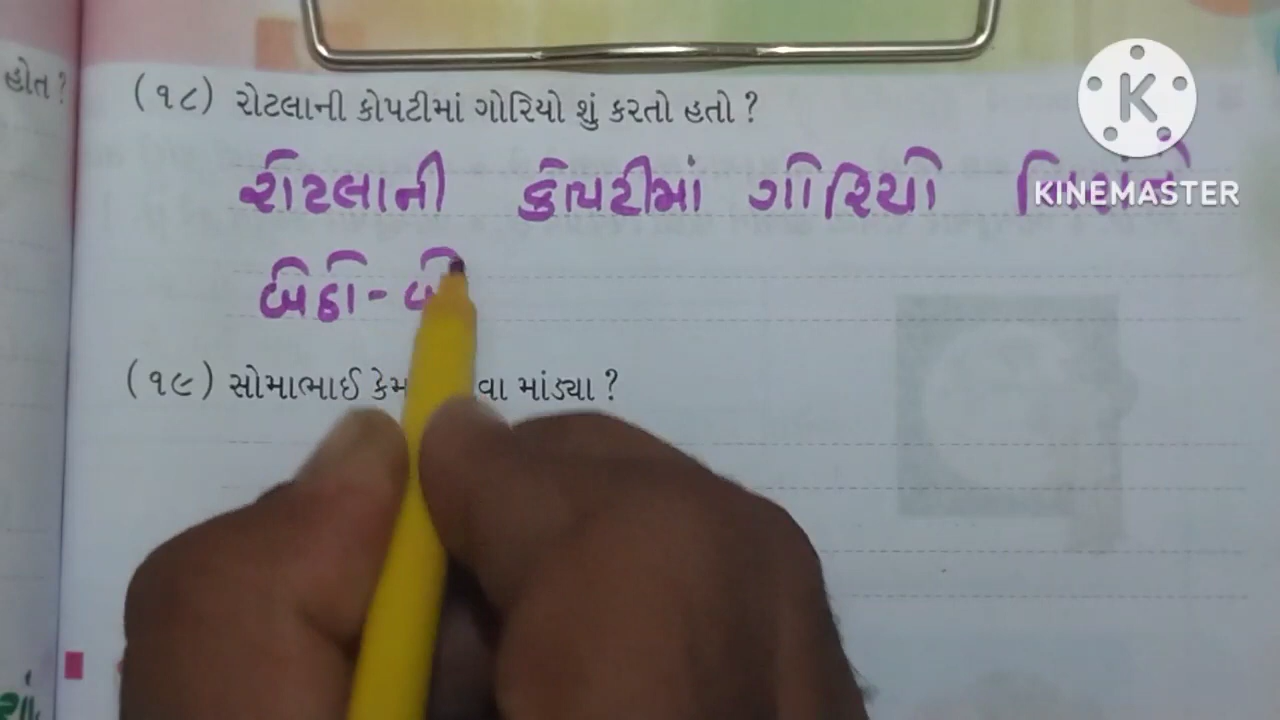 હોત ?
(૧૮) રોટલાની કોપટીમાં ગોરિયો શું કરતો હતો ?
રોટલાની કોપટીમાં ગોરિયો
બેઠો-બે
(૧૯) સોમાભાઈ કેમ વા માંડ્યા ?
K
KINEMASTER